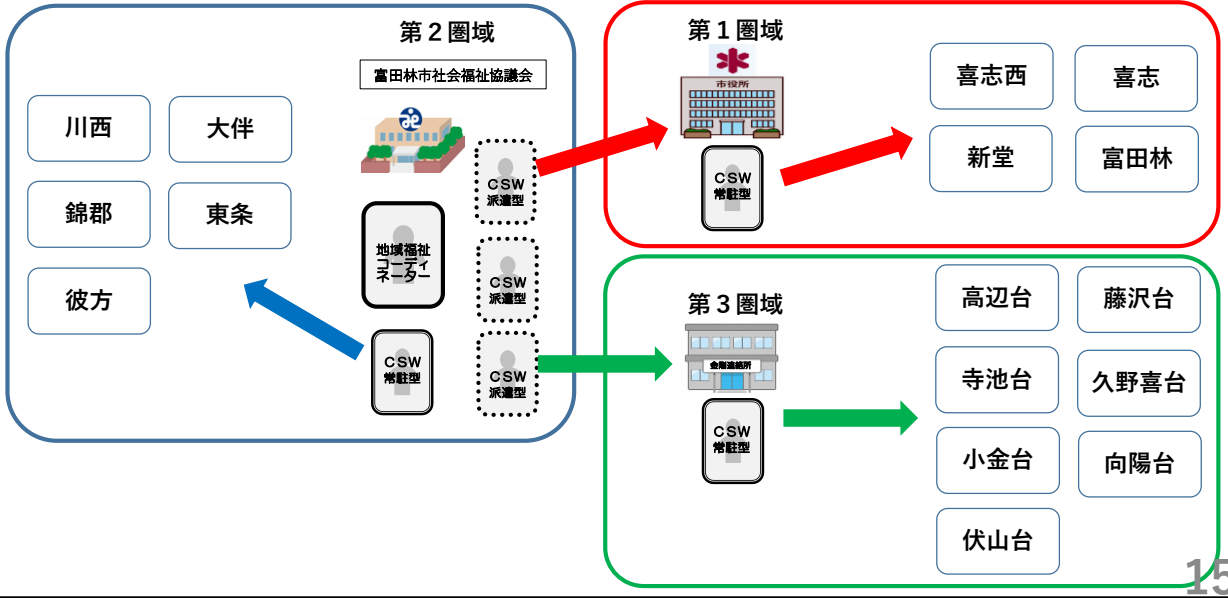 第２圏域
富田林市社会福祉協議会
川西
大伴
錦郡
東条
彼方
CSW
派遣型
地域福祉
コーディ
ネーター
CSW
派遣型
CSW
常駐型
CSW
派遣型
第１圏域
市役所
CSW
常駐型
喜志西
喜志
新堂
富田林
第３圏域
金剛連絡所
CSW
常駐型
高辺台
藤沢台
寺池台
久野喜台
小金台
向陽台
伏山台
15